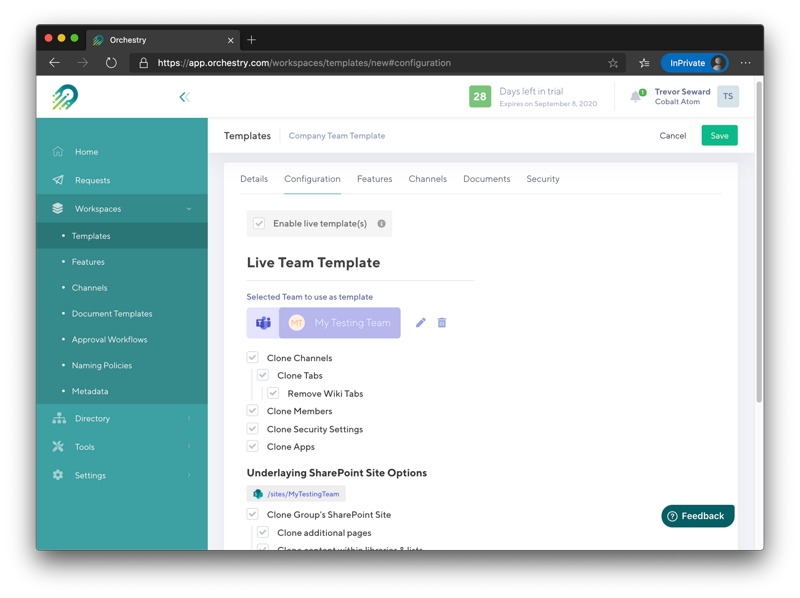 Orchestry
https://app.orchestry.com/workspaces/templates/new#configuration
InPrivate
28
Days left in trial
Expires on September 8, 2020
1
Trevor Seward
Cobalt Atom
TS
Templates
Company Team Template
Cancel
Save
Home
Requests
Workspaces
Templates
Features
Channels
Document Templates
Approval Workflows
Naming Policies
Metadata
Directory
Tools
Settings
Details
Configuration
Features
Channels
Documents
Security
Enable live template(s)
Live Team Template
Selected Team to use as template
MT
My Testing Team
Clone Channels
Clone Tabs
Remove Wiki Tabs
Clone Members
Clone Security Settings
Clone Apps
Underlaying SharePoint Site Options
/sites/MyTestingTeam
Clone Group's SharePoint Site
Clone additional pages
Clone content within libraries & lists
Feedback